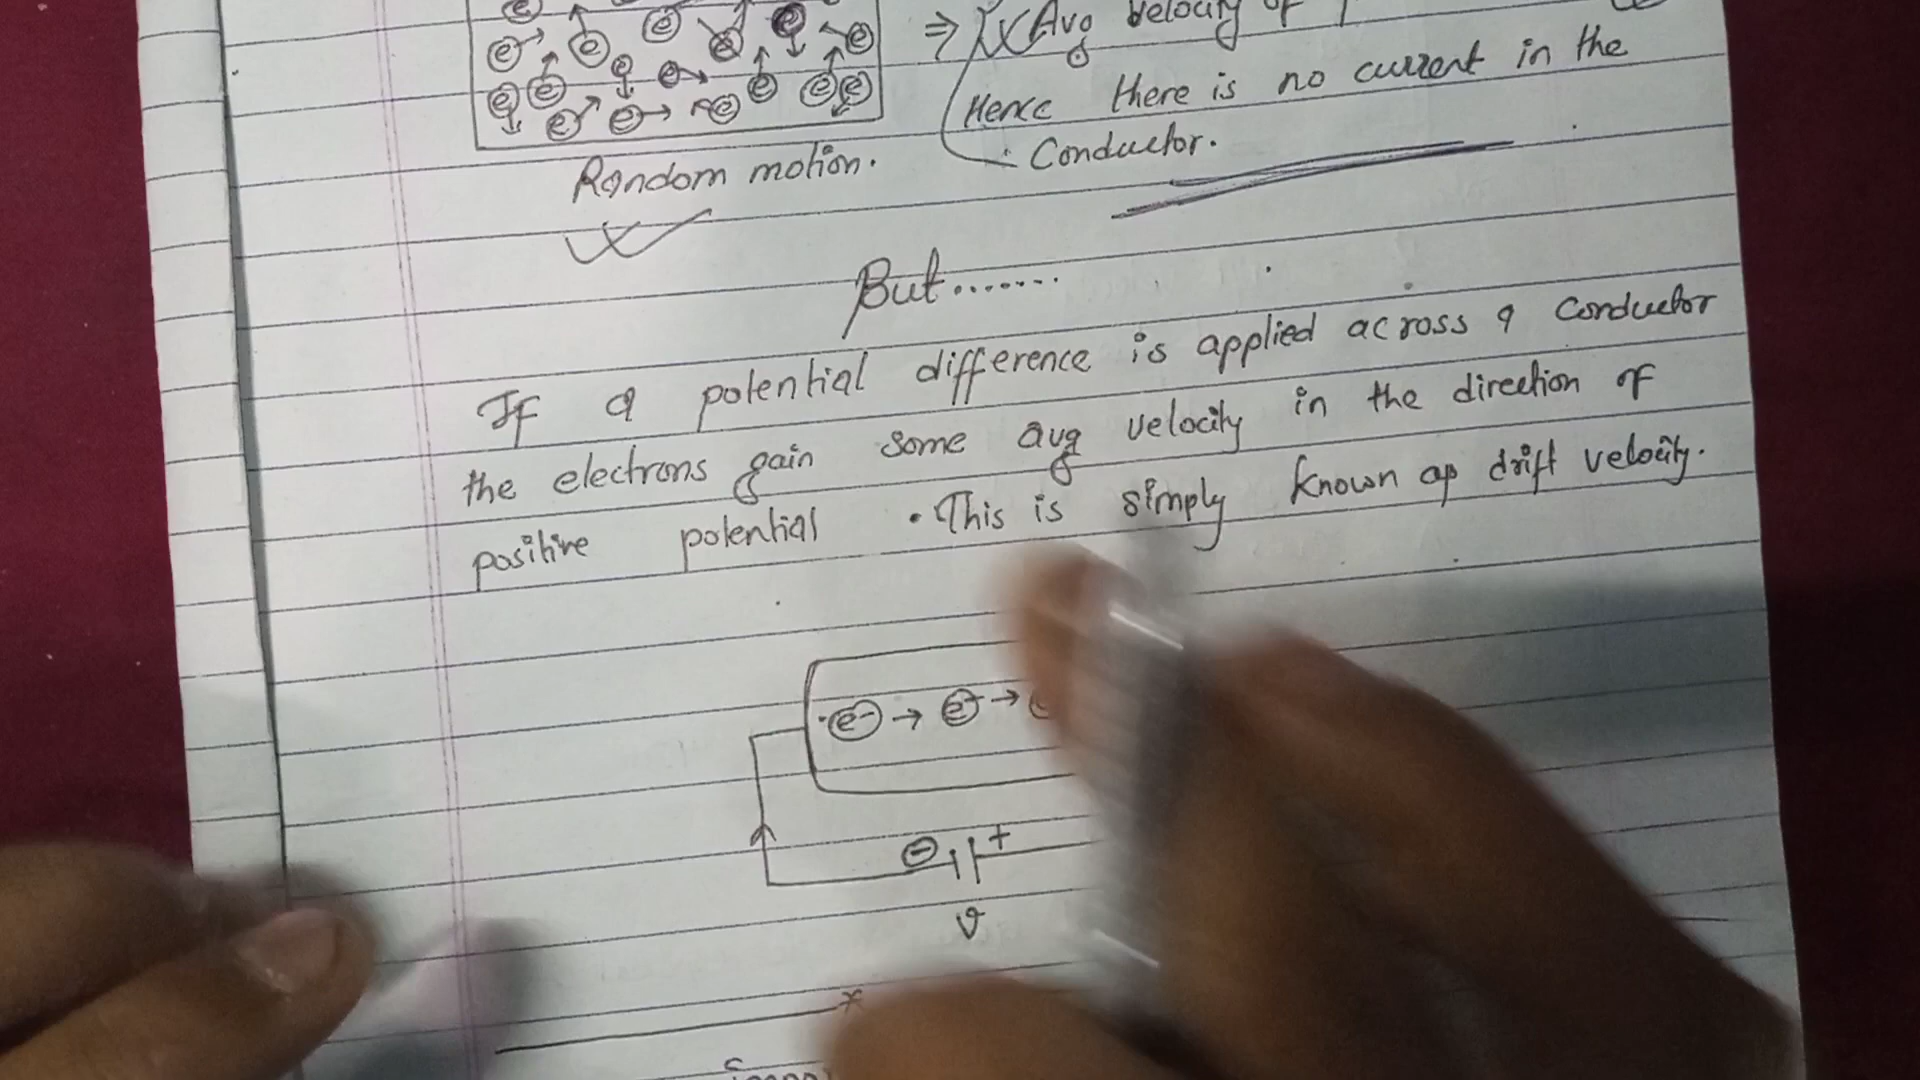 ⇒ Avg velocity of
Hence there is no current in the
Conductor.
Random motion.
But.......
If a potential difference is applied across a conductor
the electrons gain some avg velocity in the direction of
positive potential. This is simply known as drift velocity.
e- → e- →
- +
V